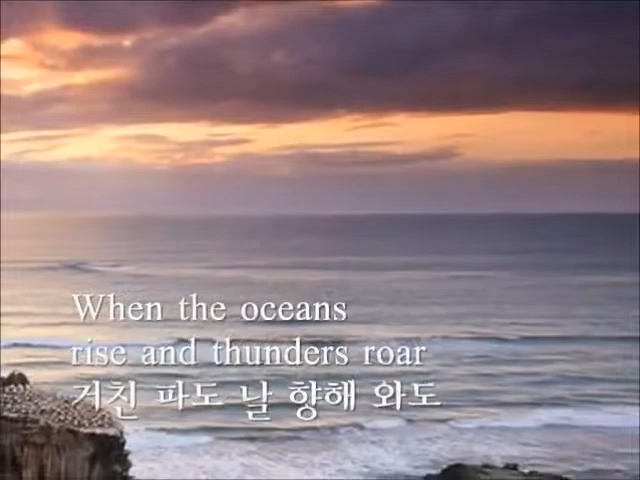 When the oceans
rise and thunders roar
거친 파도 날 향해 와도